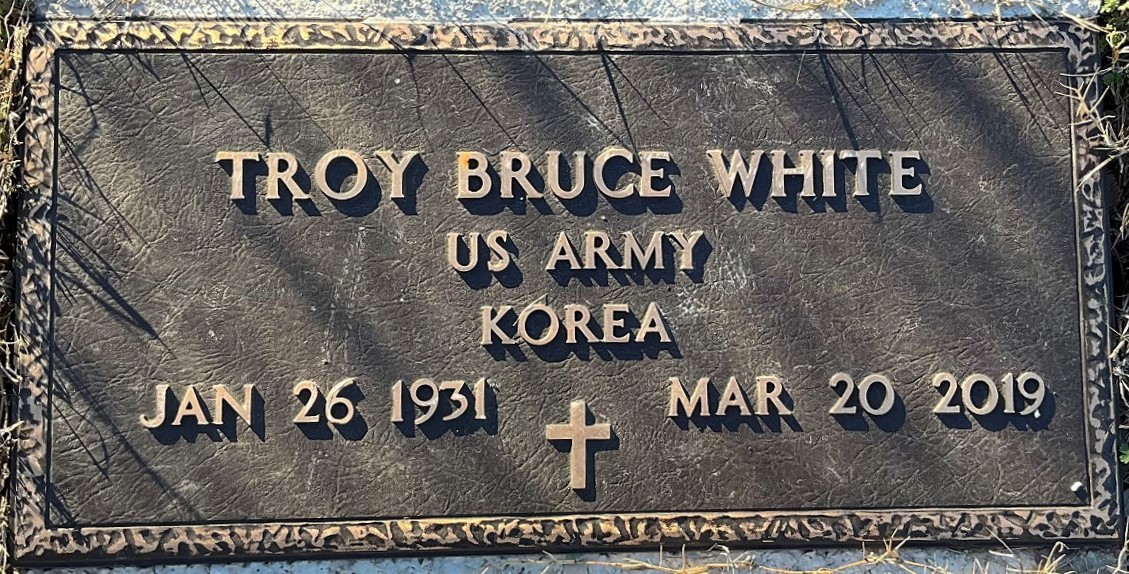 TROY BRUCE WHITE
US ARMY
KOREA
JAN 26 1931 MAR 20 2019